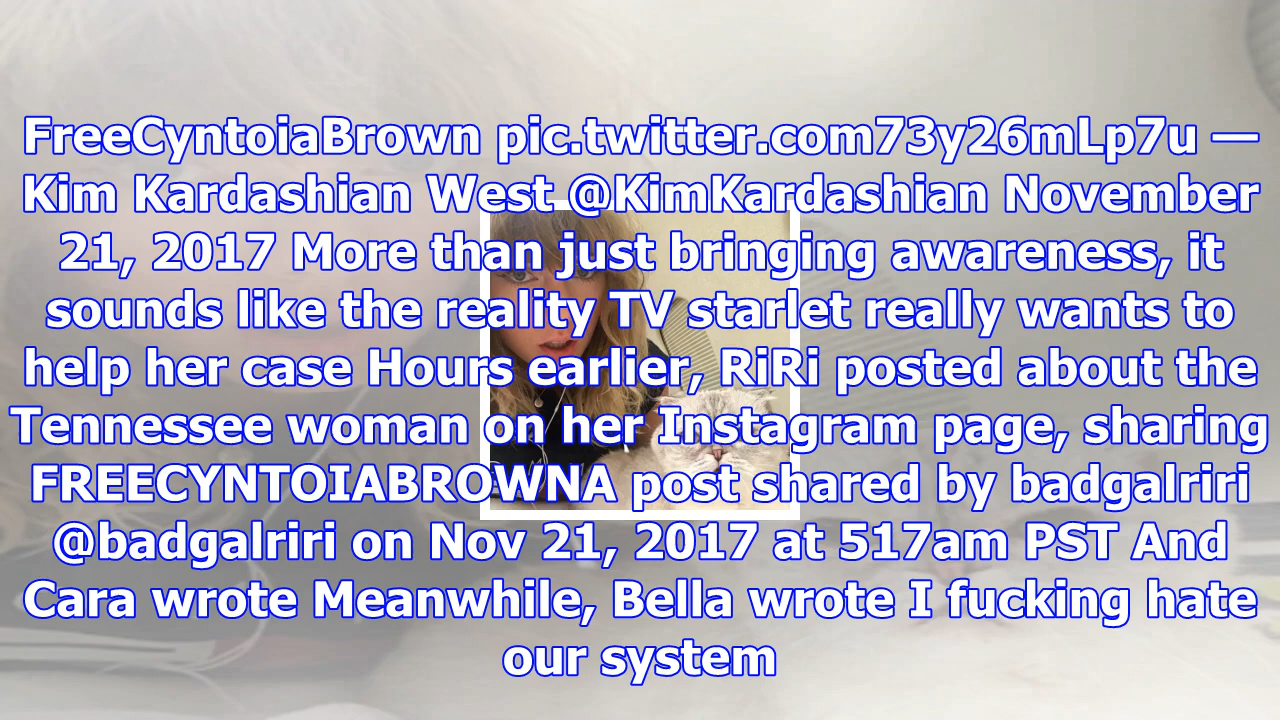 FreeCyntoiaBrown pic.twitter.com73y26mLp7u —
Kim Kardashian West @KimKardashian November
21, 2017 More than just bringing awareness, it
sounds like the reality TV starlet really wants to
help her case Hours earlier, RiRi posted about the
Tennessee woman on her Instagram page, sharing
FREECYNTOIABROWNA post shared by badgalriri
@badgalriri on Nov 21, 2017 at 517am PST And
Cara wrote Meanwhile, Bella wrote I fucking hate
our system